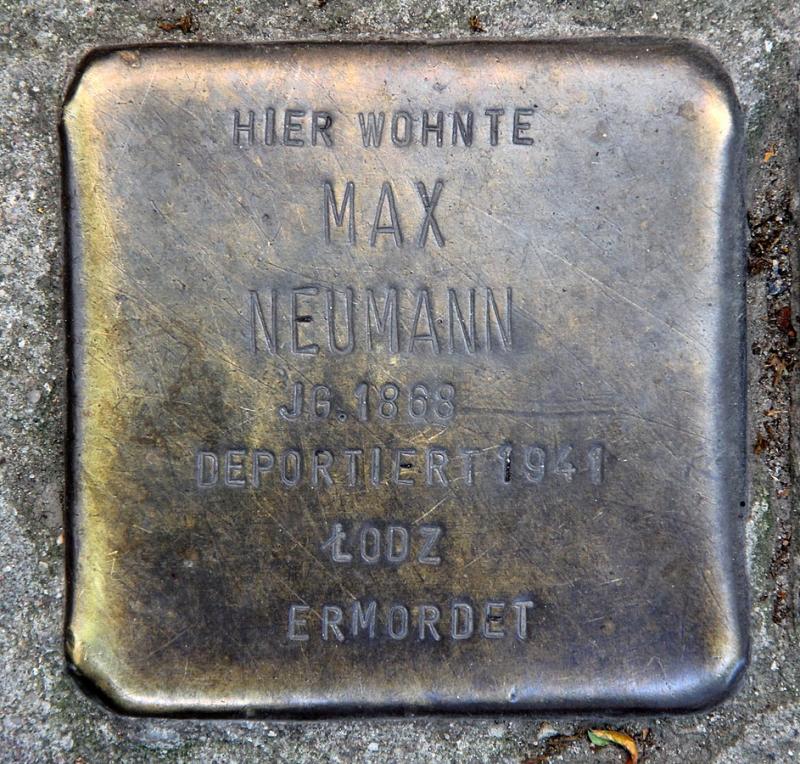 HIER WOHNTE
MAX
NEUMANN
JG. 1868
DEPORTIERT 1941
ŁODZ
ERMORDET